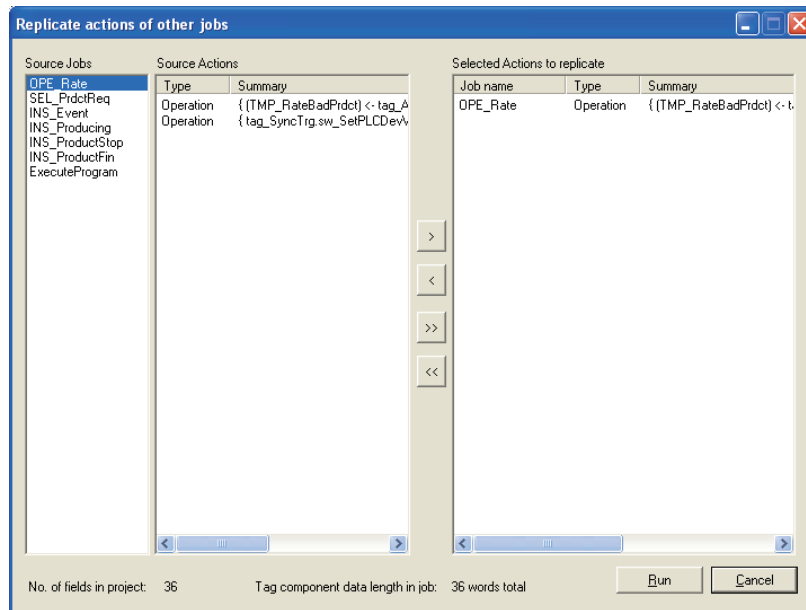 Replicate actions of other jobs
Source Jobs
OPE_Rate
SEL_PrdctReq
INS_Event
INS_Producing
INS_ProductStop
INS_ProductFin
ExecuteProgram
Source Actions
Type Summary
Operation { (TMP_RateBadPrdct) <- tag_A
Operation { tag_SyncTrg.sw_SetPLCDev
>
<
>>
<<
Selected Actions to replicate
Job name Type Summary
OPE_Rate Operation { (TMP_RateBadPrdct) <- t
No. of fields in project: 36 Tag component data length in job: 36 words total
Run Cancel